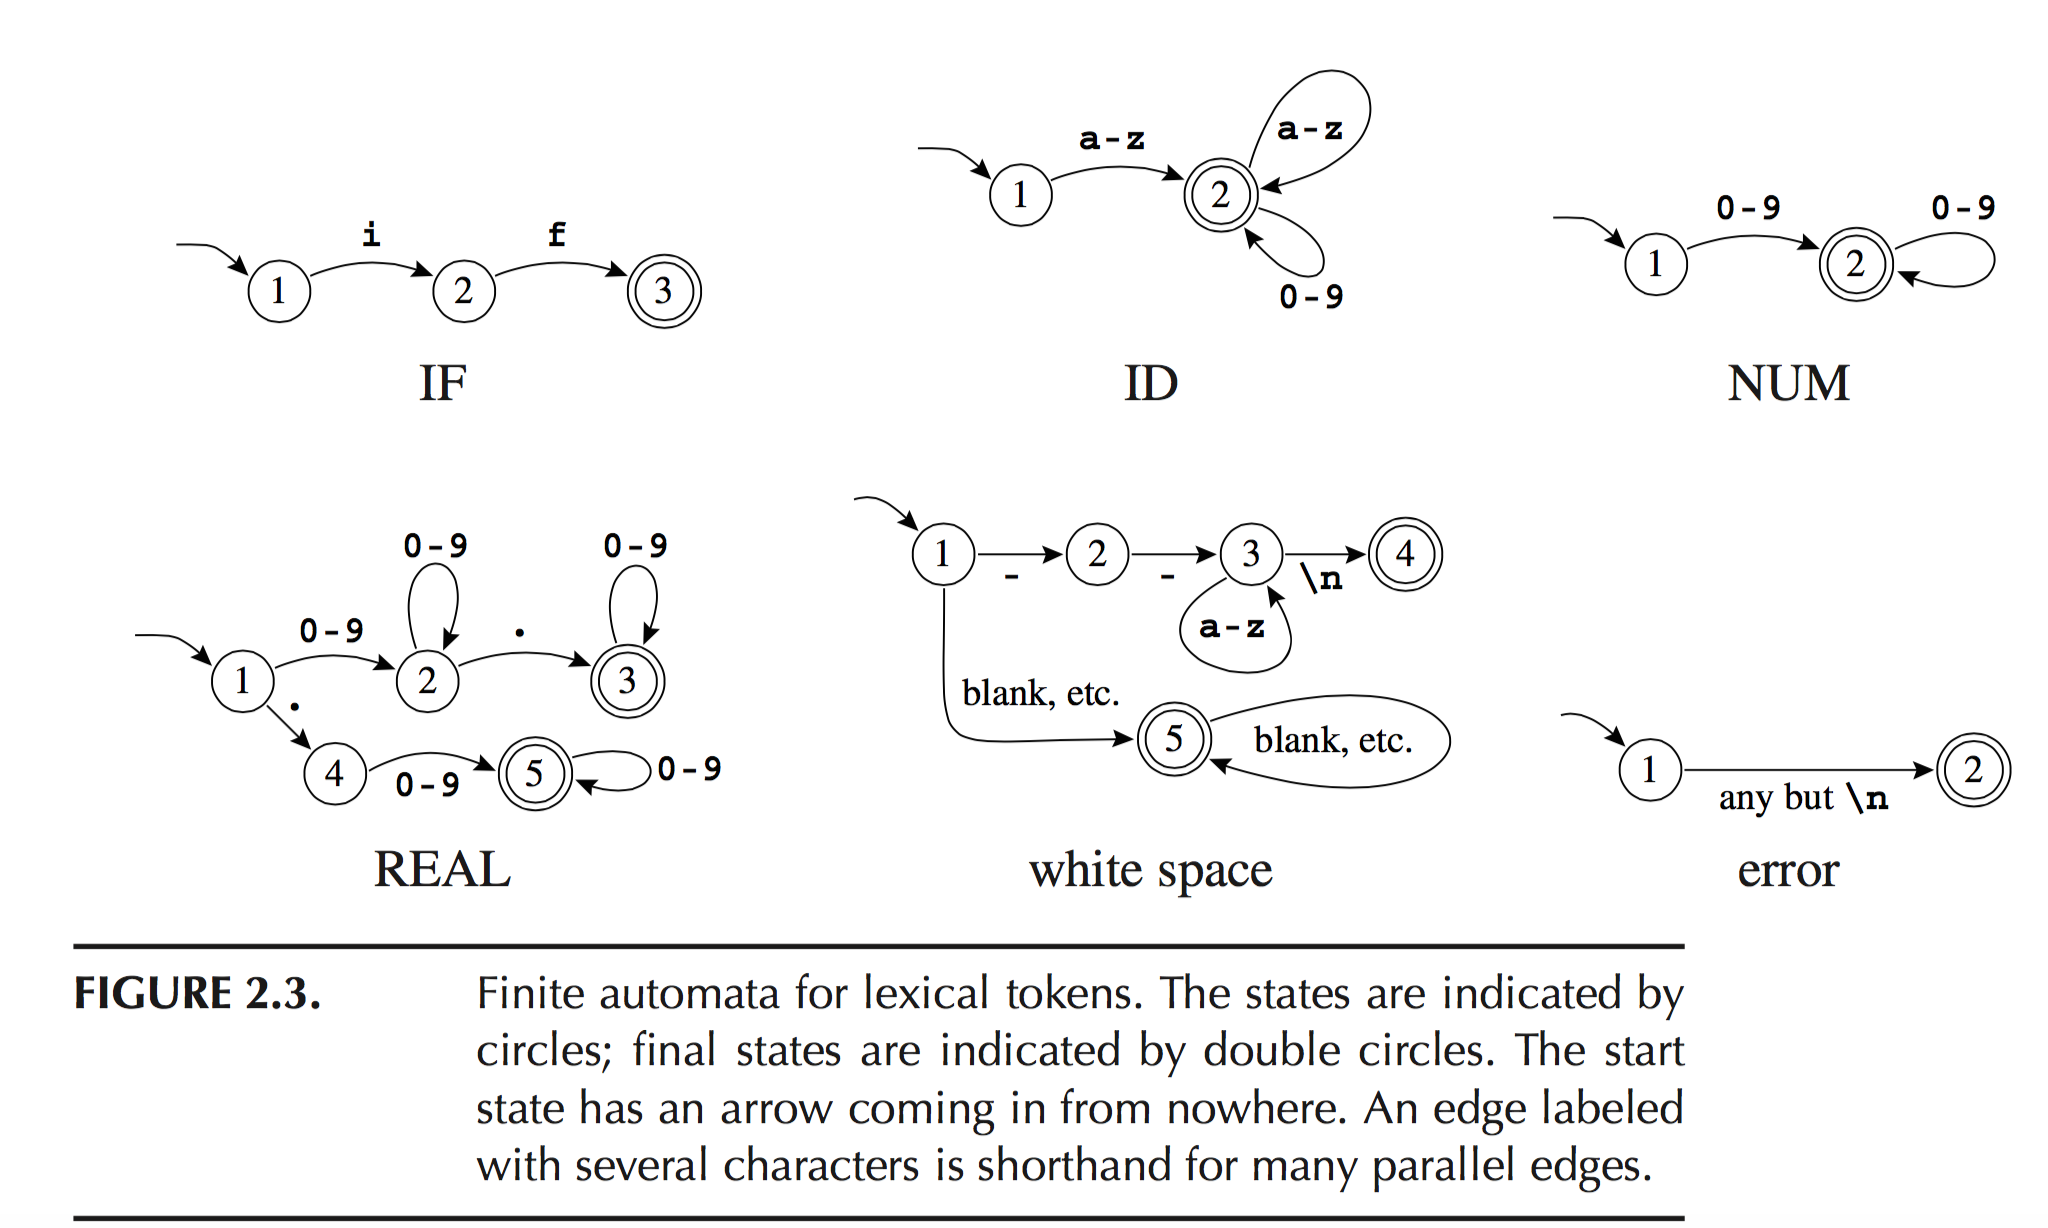 i f
1 2 3
IF
a-z
a-z
1 2
0-9
ID
0-9 0-9
1 2
NUM
0-9 0-9
0-9 .
1 2 3
.
4 0-9 5 0-9
REAL
1 - 2 - 3 \n 4
a-z
blank, etc.
5 blank, etc.
white space
1 2
any but \n
error
FIGURE 2.3.
Finite automata for lexical tokens. The states are indicated by
circles; final states are indicated by double circles. The start
state has an arrow coming in from nowhere. An edge labeled
with several characters is shorthand for many parallel edges.